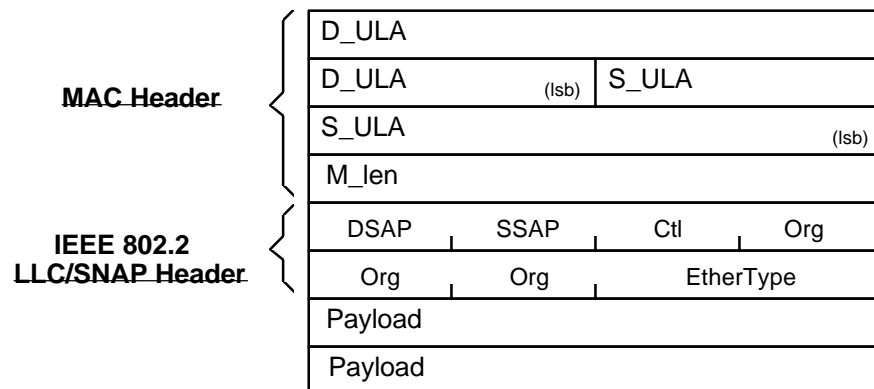 D_ULA
MAC Header
D_ULA (lsb) S_ULA
S_ULA (lsb)
M_len
IEEE 802.2
LLC/SNAP Header
DSAP SSAP Ctl Org
Org Org EtherType
Payload
Payload